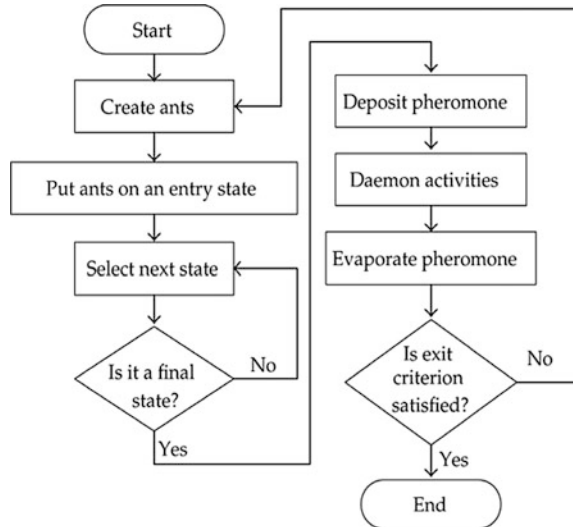 Start
Create ants
Put ants on an entry state
Select next state
Is it a final
state?
No
Yes
Deposit pheromone
Daemon activities
Evaporate pheromone
Is exit
criterion
satisfied?
No
Yes
End